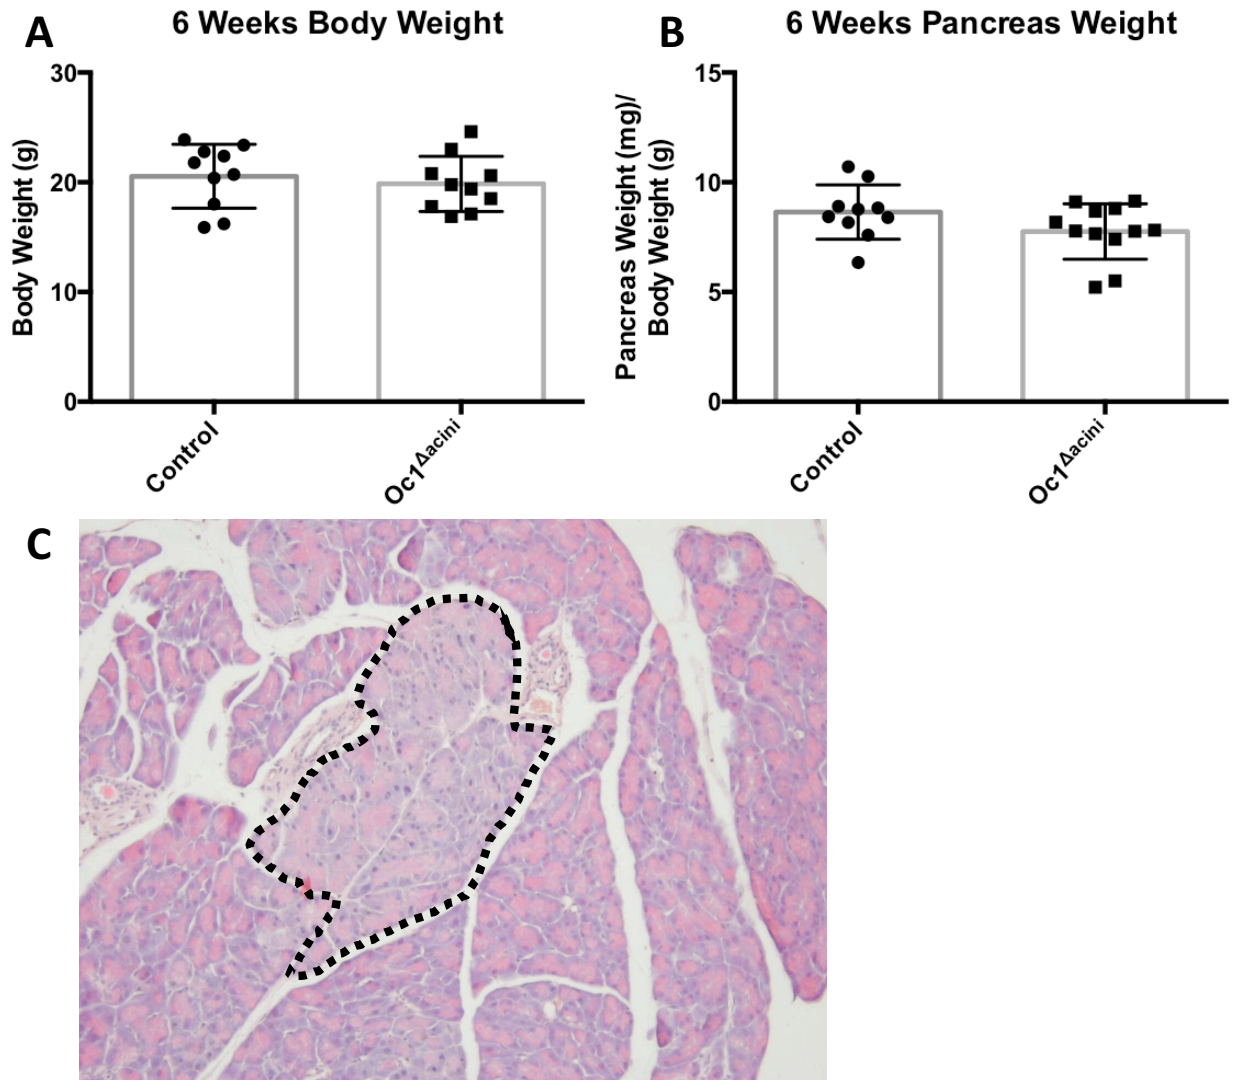 A
6 Weeks Body Weight
Body Weight (g)
30
20
10
0
Control
Oc1Δacini
B
6 Weeks Pancreas Weight
Pancreas Weight (mg)/
Body Weight (g)
15
10
5
0
Control
Oc1Δacini
C